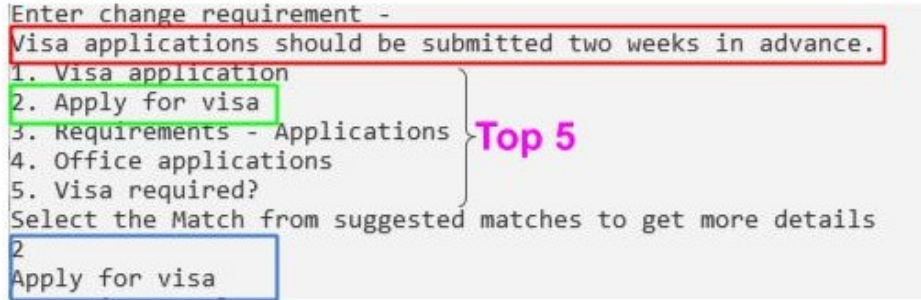 Enter change requirement -
Visa applications should be submitted two weeks in advance.
1. Visa application
2. Apply for visa
3. Requirements - Applications
Top 5
4. Office applications
5. Visa required?
Select the Match from suggested matches to get more details
2
Apply for visa